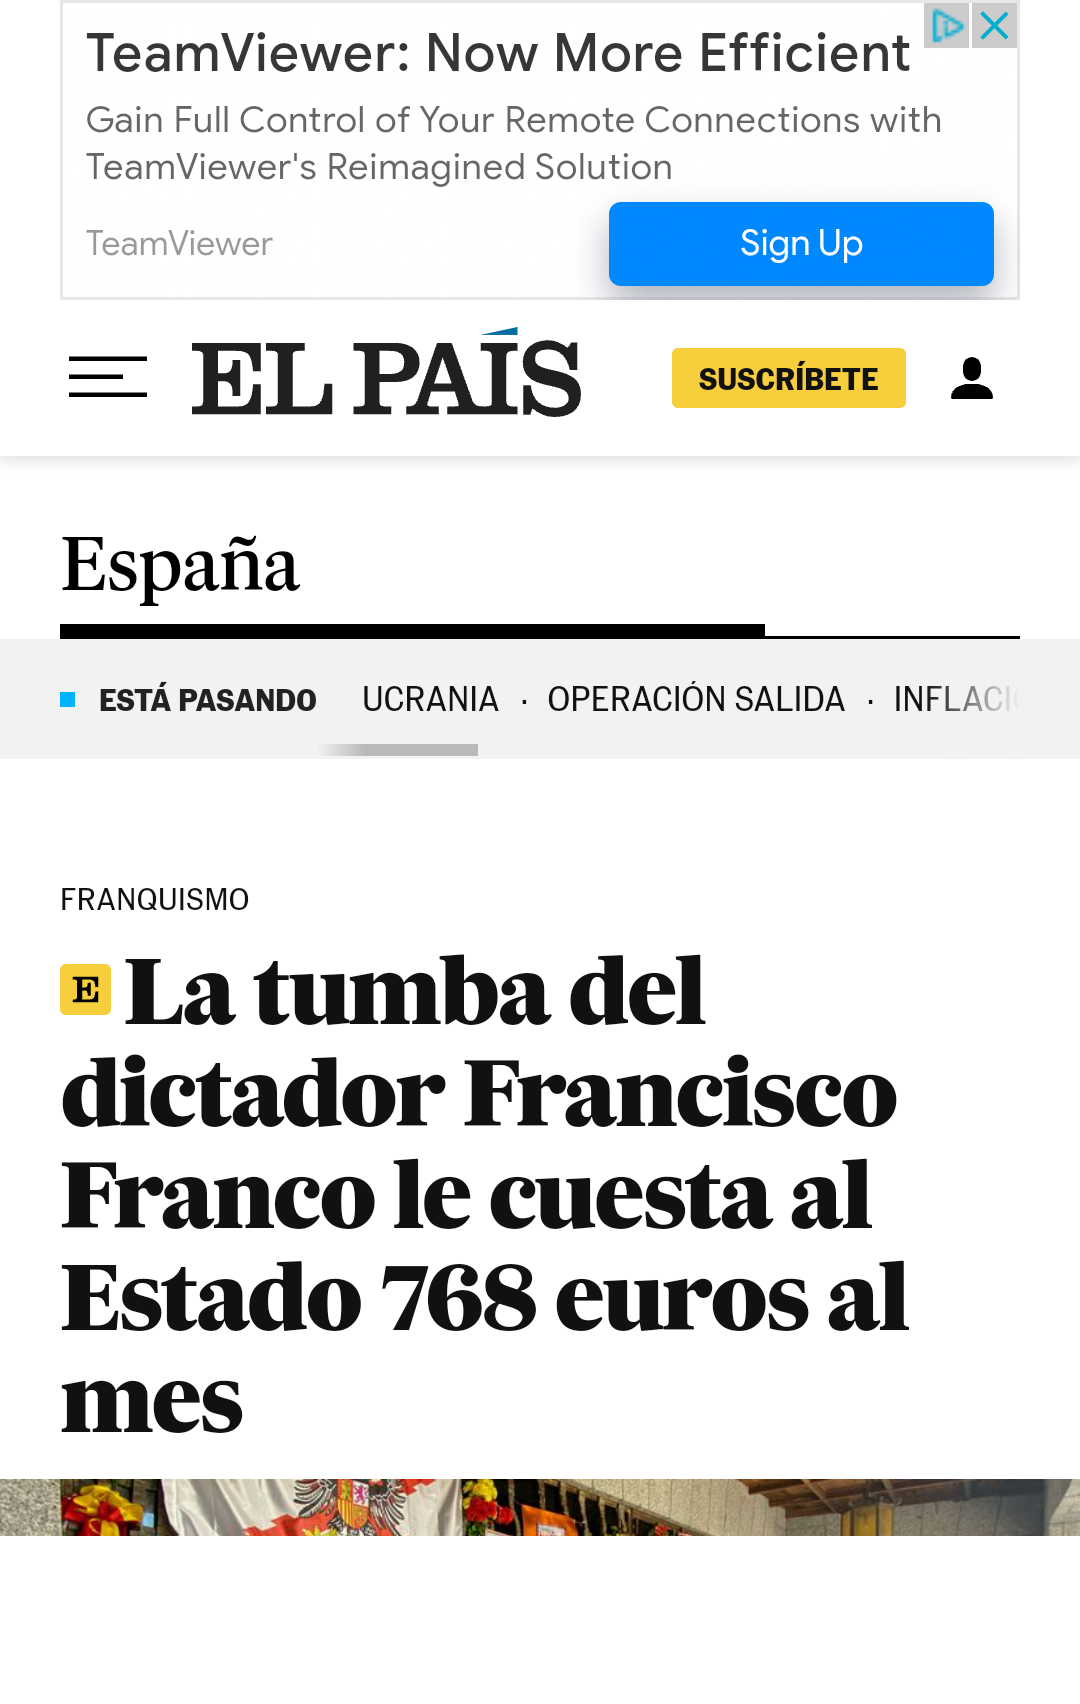 TeamViewer: Now More Efficient
Gain Full Control of Your Remote Connections with
TeamViewer's Reimagined Solution
TeamViewer
Sign Up
EL PAÍS
SUSCRÍBETE
España
ESTÁ PASANDO UCRANIA · OPERACIÓN SALIDA ·
FRANQUISMO
E La tumba del
dictador Francisco
Franco le cuesta al
Estado 768 euros al
mes